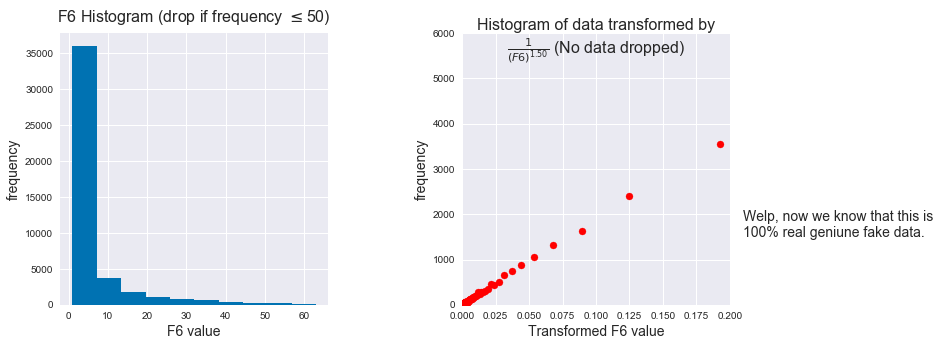 F6 Histogram (drop if frequency ≤50)
35000
30000
25000
20000
15000
10000
5000
0
frequency
0 10 20 30 40 50 60
F6 value
Histogram of data transformed by
1/(F6)^1.50 (No data dropped)
6000
5000
4000
3000
2000
1000
0
frequency
0.000 0.025 0.050 0.075 0.100 0.125 0.150 0.175 0.200
Transformed F6 value
Welp, now we know that this is
100% real geniune fake data.